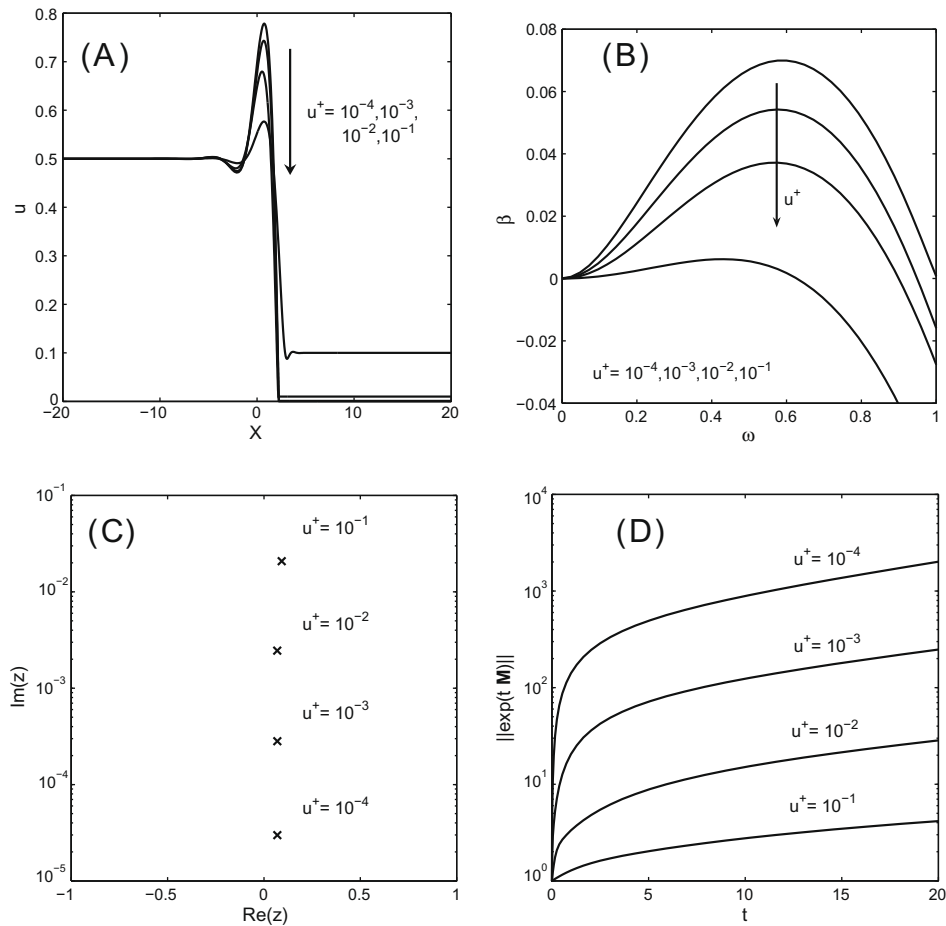 (A)
0.8
0.7
0.6
0.5
0.4
0.3
0.2
0.1
0
u
u⁺= 10⁻⁴,10⁻³,
10⁻²,10⁻¹
−20
−10
0
10
20
X
(B)
0.08
0.06
0.04
0.02
0
−0.02
−0.04
β
u⁺
u⁺= 10⁻⁴,10⁻³,10⁻²,10⁻¹
0
0.2
0.4
0.6
0.8
1
ω
(C)
10⁻¹
10⁻²
10⁻³
10⁻⁴
10⁻⁵
Im(z)
u⁺= 10⁻¹
u⁺= 10⁻²
u⁺= 10⁻³
u⁺= 10⁻⁴
−1
−0.5
0
0.5
1
Re(z)
(D)
10⁴
10³
10²
10¹
10⁰
||exp(t M)||
u⁺= 10⁻⁴
u⁺= 10⁻³
u⁺= 10⁻²
u⁺= 10⁻¹
0
5
10
15
20
t